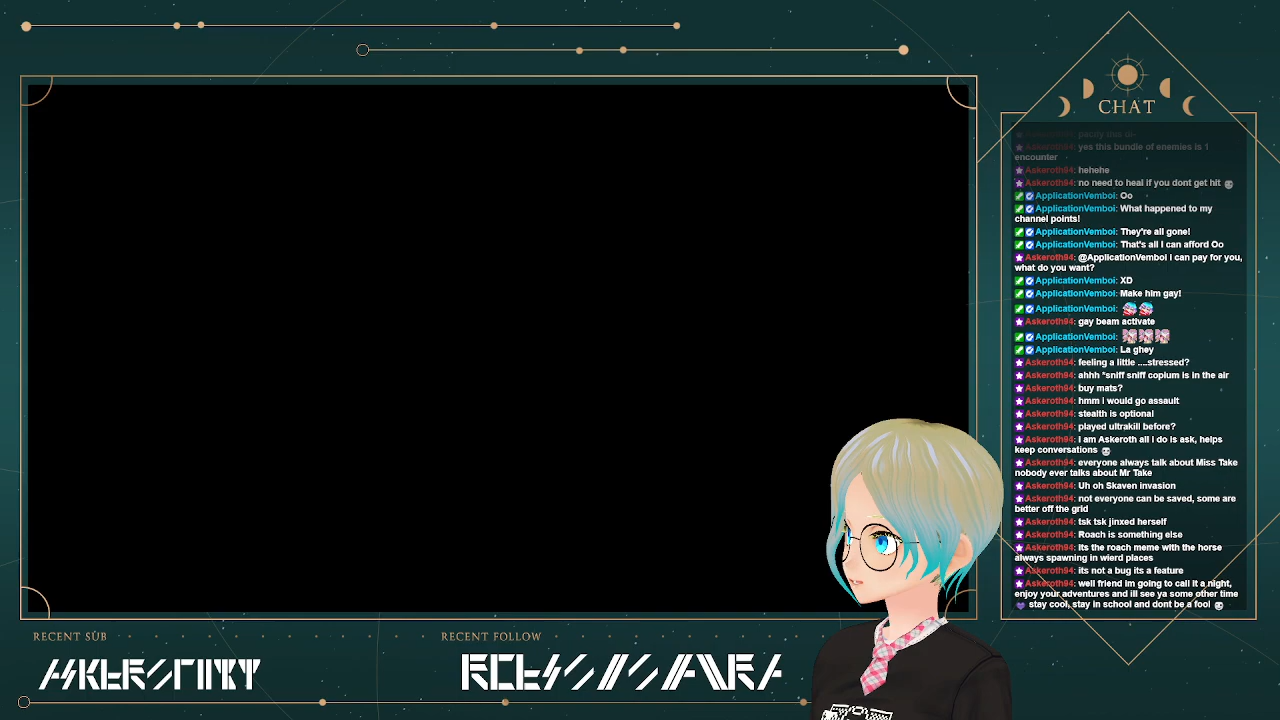 CHAT
yes this bundle of enemies is 1
encounter
Askeroth94: hehehe
Askeroth94: no need to heal if you dont get hit
ApplicationVemboi: Oo
ApplicationVemboi: What happened to my
channel points!
ApplicationVemboi: They're all gone!
ApplicationVemboi: That's all I can afford Oo
Askeroth94: @ApplicationVemboi i can pay for you,
what do you want?
ApplicationVemboi: XD
ApplicationVemboi: Make him gay!
ApplicationVemboi:
Askeroth94: gay beam activate
ApplicationVemboi:
ApplicationVemboi: La ghey
Askeroth94: feeling a little ....stressed?
Askeroth94: ahhh *sniff sniff copium is in the air
Askeroth94: buy mats?
Askeroth94: hmm i would go assault
Askeroth94: stealth is optional
Askeroth94: played ultrakill before?
Askeroth94: I am Askeroth all i do is ask, helps
keep conversations
Askeroth94: everyone always talk about Miss Take
nobody ever talks about Mr Take
Askeroth94: Uh oh Skaven invasion
Askeroth94: not everyone can be saved, some are
better off the grid
Askeroth94: tsk tsk jinxed herself
Askeroth94: Roach is something else
Askeroth94: its the roach meme with the horse
always spawning in wierd places
Askeroth94: its not a bug its a feature
Askeroth94: well friend im going to call it a night,
enjoy your adventures and ill see ya some other time
stay cool, stay in school and dont be a fool
RECENT SUB
RECENT FOLLOW